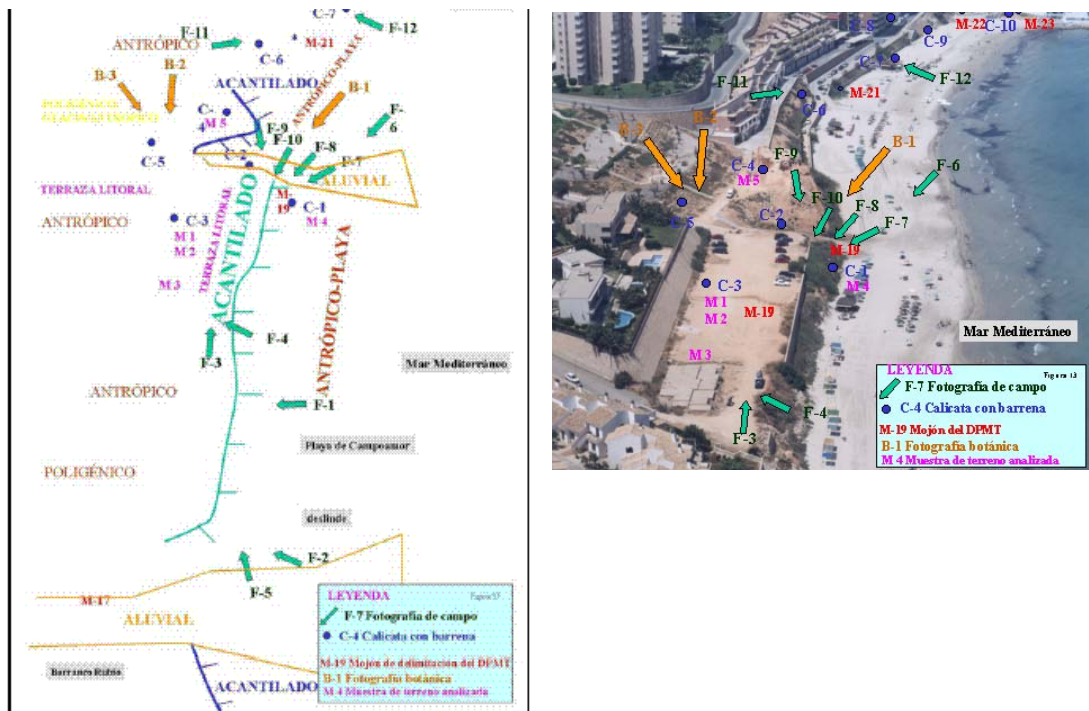 C-7
F-12
F-11
ANTRÓPICO
M-21
C-6
B-2
B-3
ACANTILADO
ANTRÓPICO-PLAYA
B-1
POLIGÉNICO
C-4
M 5
F-6
F-9
F-10
F-8
F-7
C-5
C-2
ALUVIAL
TERRAZA LITORAL
M-19
C-1
M 4
ANTRÓPICO
C-3
M 1
M 2
M 3
TERRAZA LITORAL
ACANTILADO
ANTRÓPICO-PLAYA
F-3
F-4
Mar Mediterráneo
ANTRÓPICO
F-1
Playa de Campoamor
POLIGÉNICO
deslinde
F-2
F-5
M-17
ALUVIAL
Barranco Rubio
ACANTILADO
LEYENDA
F-7 Fotografía de campo
C-4 Calicata con barrena
M-19 Mojón de delimitación del DPMT
B-1 Fotografía botánica
M 4 Muestra de terreno analizada
F-8
M-22
C-10
M-23
C-9
C-7
F-12
F-11
M-21
C-6
B-2
B-3
B-1
F-9
C-4
M-5
F-6
C-5
F-10
F-8
C-2
F-7
M-19
C-1
M 4
C-3
M 1
M 2
M-19
M 3
F-4
F-3
Mar Mediterráneo
LEYENDA
Figura 13
F-7 Fotografía de campo
C-4 Calicata con barrena
M-19 Mojón del DPMT
B-1 Fotografía botánica
M 4 Muestra de terreno analizada